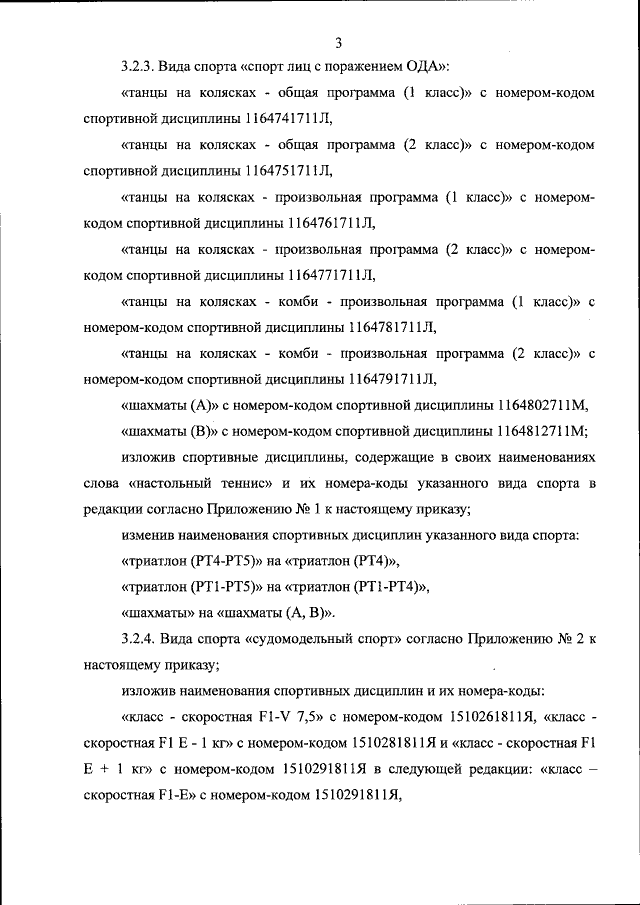 3
3.2.3. Вида спорта «спорт лиц с поражением ОДА»:
«танцы на колясках - общая программа (1 класс)» с номером-кодом
спортивной дисциплины 1164741711Л,
«танцы на колясках - общая программа (2 класс)» с номером-кодом
спортивной дисциплины 1164751711Л,
«танцы на колясках - произвольная программа (1 класс)» с номером-
кодом спортивной дисциплины 1164761711Л,
«танцы на колясках - произвольная программа (2 класс)» с номером-
кодом спортивной дисциплины 1164771711Л,
«танцы на колясках - комби - произвольная программа (1 класс)» с
номером-кодом спортивной дисциплины 1164781711Л,
«танцы на колясках - комби - произвольная программа (2 класс)» с
номером-кодом спортивной дисциплины 1164791711Л,
«шахматы (А)» с номером-кодом спортивной дисциплины 1164802711М,
«шахматы (В)» с номером-кодом спортивной дисциплины 1164812711М;
изложив спортивные дисциплины, содержащие в своих наименованиях
слова «настольный теннис» и их номера-коды указанного вида спорта в
редакции согласно Приложению № 1 к настоящему приказу;
изменив наименования спортивных дисциплин указанного вида спорта:
«триатлон (РТ4-РТ5)» на «триатлон (РТ4)»,
«триатлон (РТ1-РТ5)» на «триатлон (РТ1-РТ4)»,
«шахматы» на «шахматы (А, В)».
3.2.4. Вида спорта «судомодельный спорт» согласно Приложению № 2 к
настоящему приказу;
изложив наименования спортивных дисциплин и их номера-коды:
«класс - скоростная F1-V 7,5» с номером-кодом 1510261811Я, «класс -
скоростная F1 E - 1 кг» с номером-кодом 1510281811Я и «класс - скоростная F1
E + 1 кг» с номером-кодом 1510291811Я в следующей редакции: «класс –
скоростная F1-E» с номером-кодом 1510291811Я,